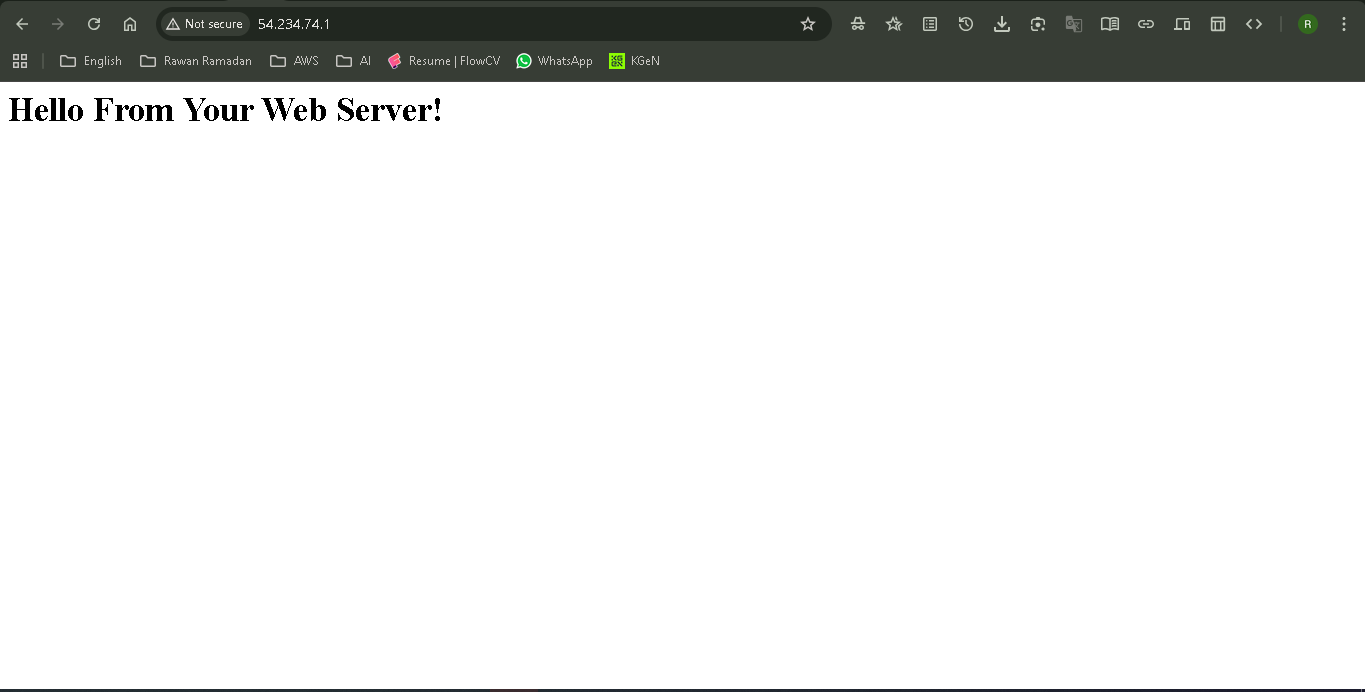 Not secure 54.234.74.1
R
English Rawan Ramadan AWS AI Resume | FlowCV WhatsApp KGeN
Hello From Your Web Server!